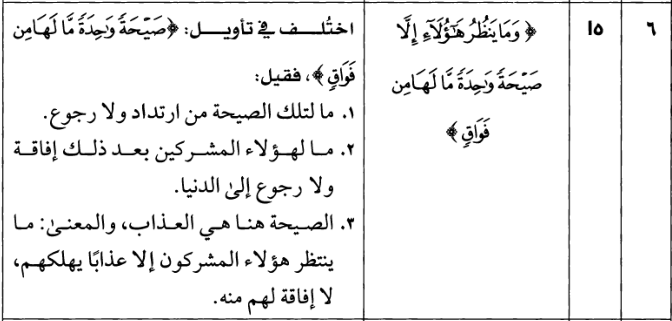 ٦
١٥
﴿ وَمَا يَنظُرُ هَٰٓؤُلَآءِ إِلَّا
صَيْحَةً وَٰحِدَةً مَّا لَهَا مِن
فَوَاقٍ ﴾
اختُلف في تأويل: ﴿صَيْحَةً وَٰحِدَةً مَّا لَهَا مِن
فَوَاقٍ ﴾، فقيل:
١. ما لتلك الصيحة من ارتداد ولا رجوع.
٢. ما لهؤلاء المشركين بعد ذلك إفاقة
ولا رجوع إلىٰ الدنيا.
٣. الصيحة هنا هي العذاب، والمعنىٰ: ما
ينتظر هؤلاء المشركون إلا عذابًا يهلكهم،
لا إفاقة لهم منه.